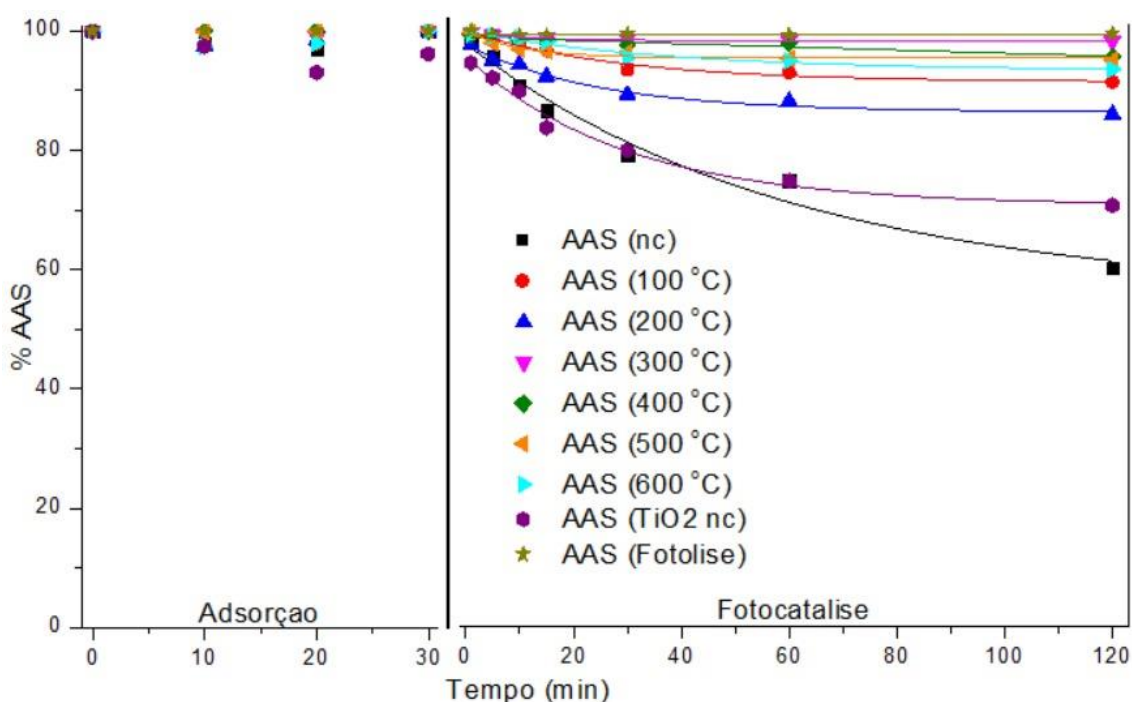 100
80
60
40
20
0
% AAS
AAS (nc)
AAS (100 °C)
AAS (200 °C)
AAS (300 °C)
AAS (400 °C)
AAS (500 °C)
AAS (600 °C)
AAS (TiO2 nc)
AAS (Fotolise)
Adsorçao
Fotocatalise
0 10 20 30 0 20 40 60 80 100 120
Tempo (min)